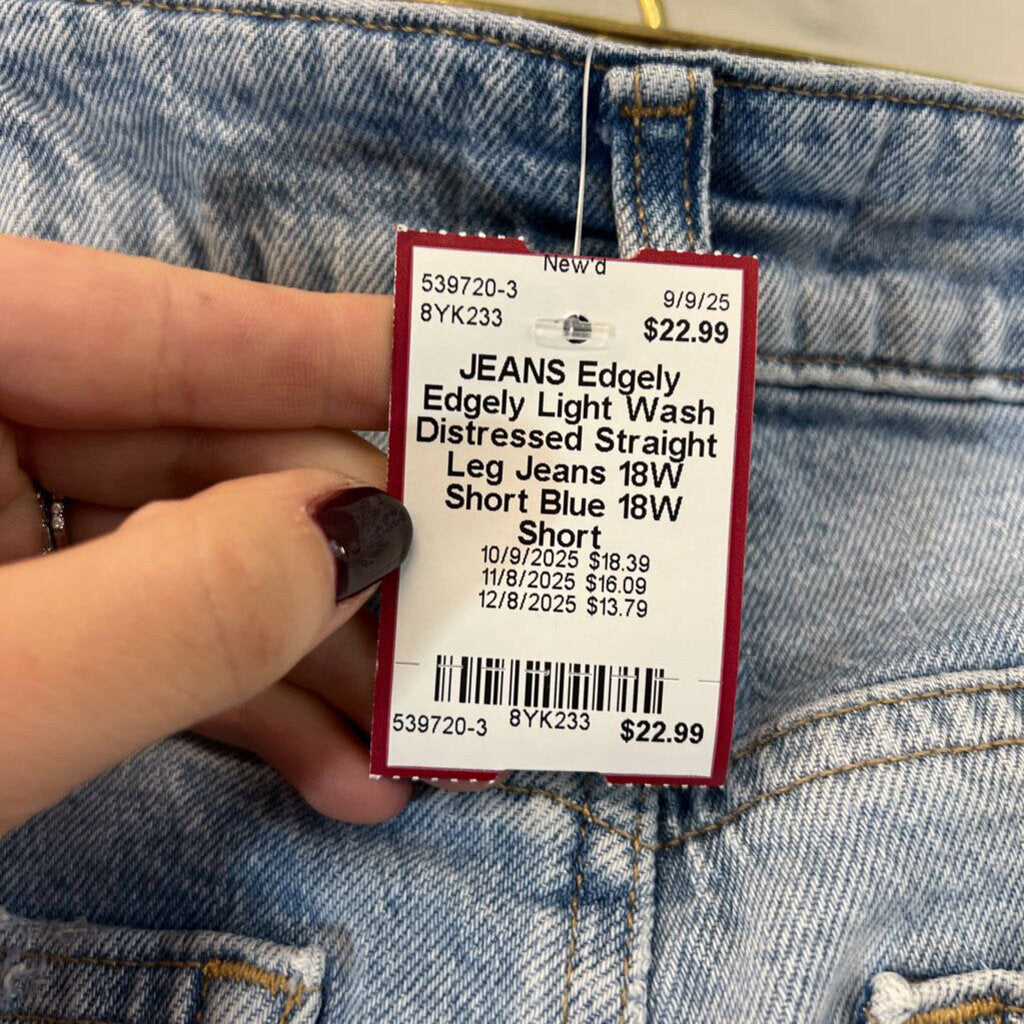 New'd
539720-3 9/9/25
8YK233 $22.99
JEANS Edgely
Edgely Light Wash
Distressed Straight
Leg Jeans 18W
Short Blue 18W
Short
10/9/2025 $18.39
11/8/2025 $16.09
12/8/2025 $13.79
539720-3 8YK233 $22.99